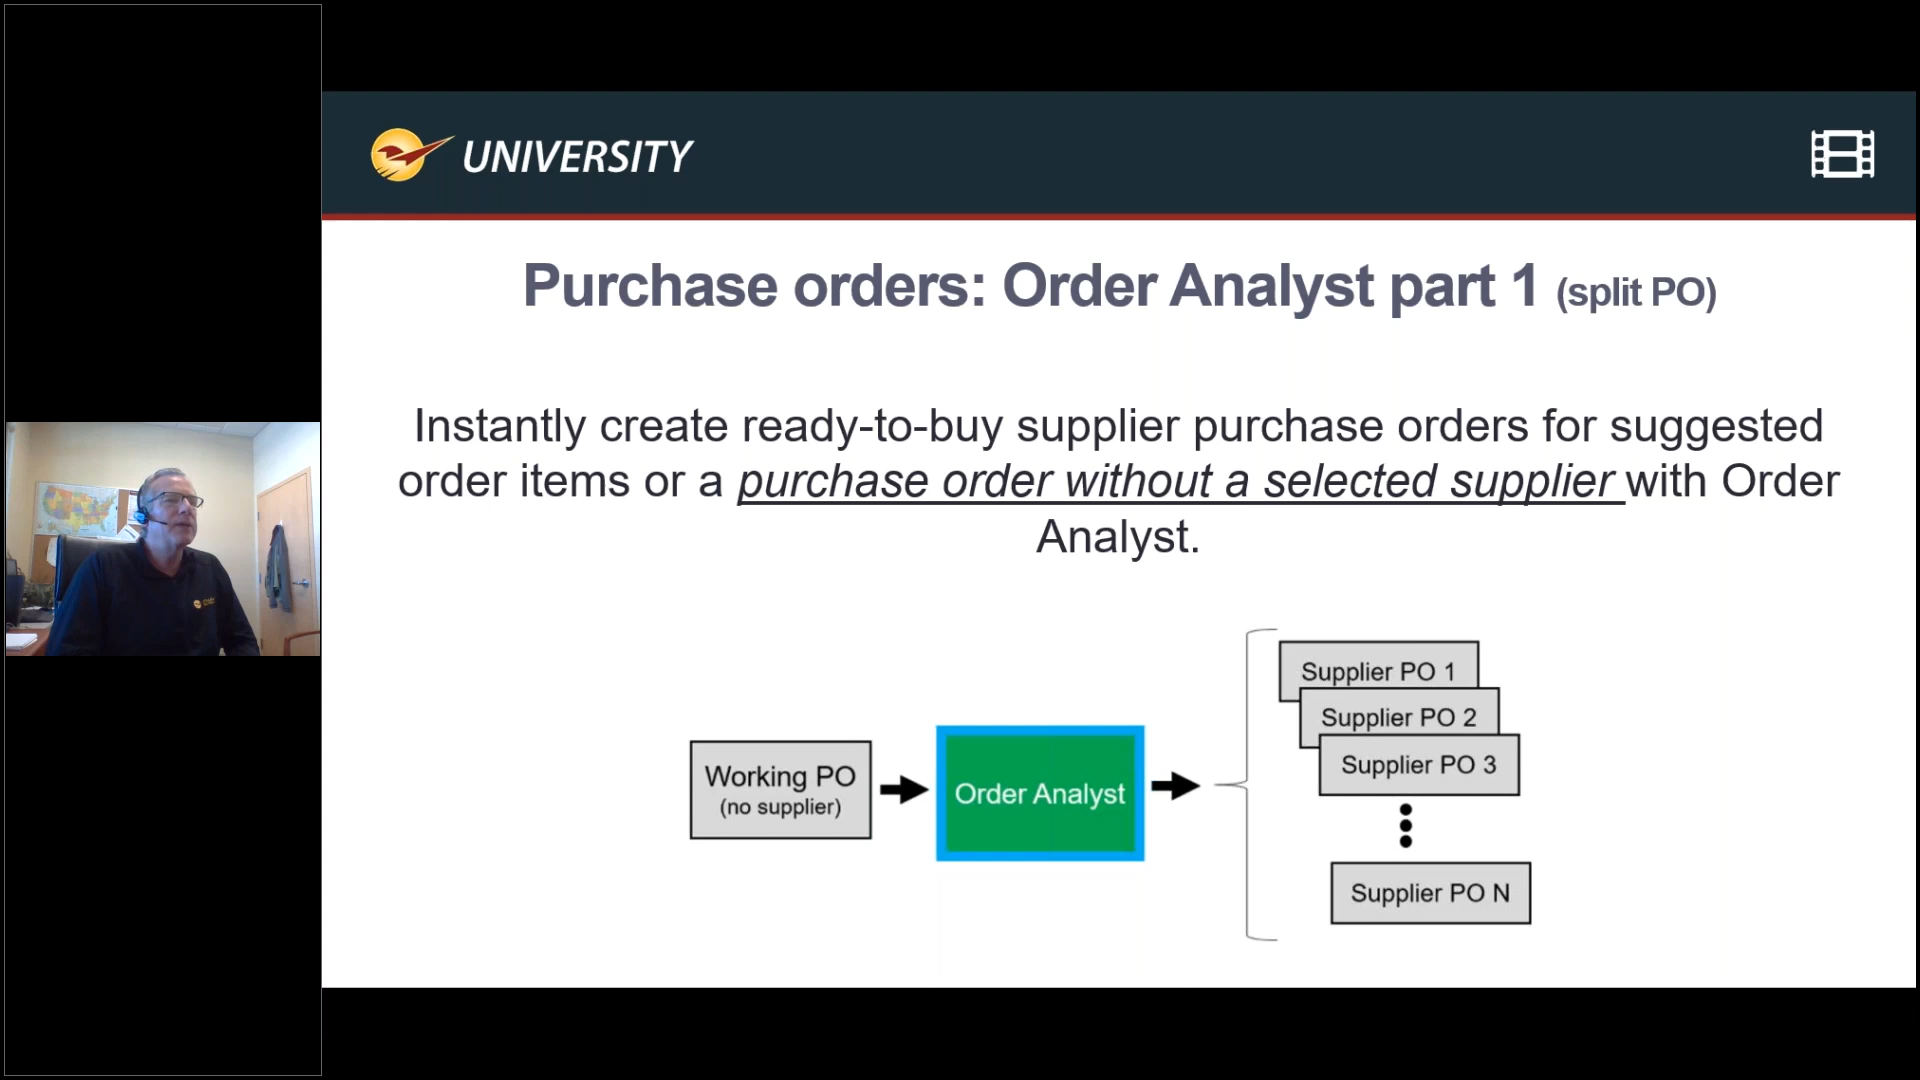 UNIVERSITY
Purchase orders: Order Analyst part 1 (split PO)
Instantly create ready-to-buy supplier purchase orders for suggested
order items or a purchase order without a selected supplier with Order
Analyst.
Working PO
(no supplier)
Order Analyst
Supplier PO 1
Supplier PO 2
Supplier PO 3
Supplier PO N